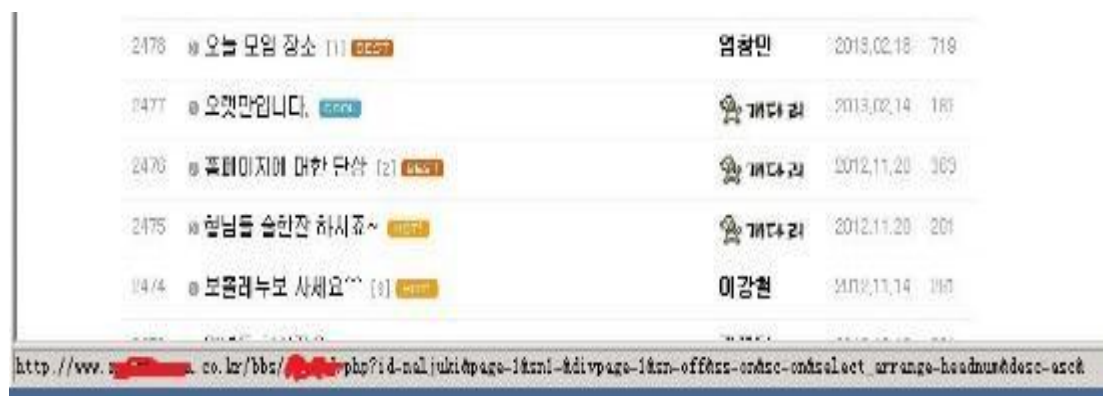 2478 오늘 모임 장소 [1] BEST 염창민 2013.02.18 719
2477 오랫만입니다. COOL 개다리 2013.02.14
2476 홈페이지에 대한 단상 [2] BEST 개다리 2012.11.20
2475 형님들 술한잔 하시죠~ HOT! 개다리 2012.11.20 201
2474 보졸레누보 사세요^^ 이강철 2012.11.14
http://www. .co.kr/bbs/ php?id=naljuki&page=1&sn1=&divpage=1&sn=off&ss=on&sc=on&select_arrange=headnum&desc=asc&